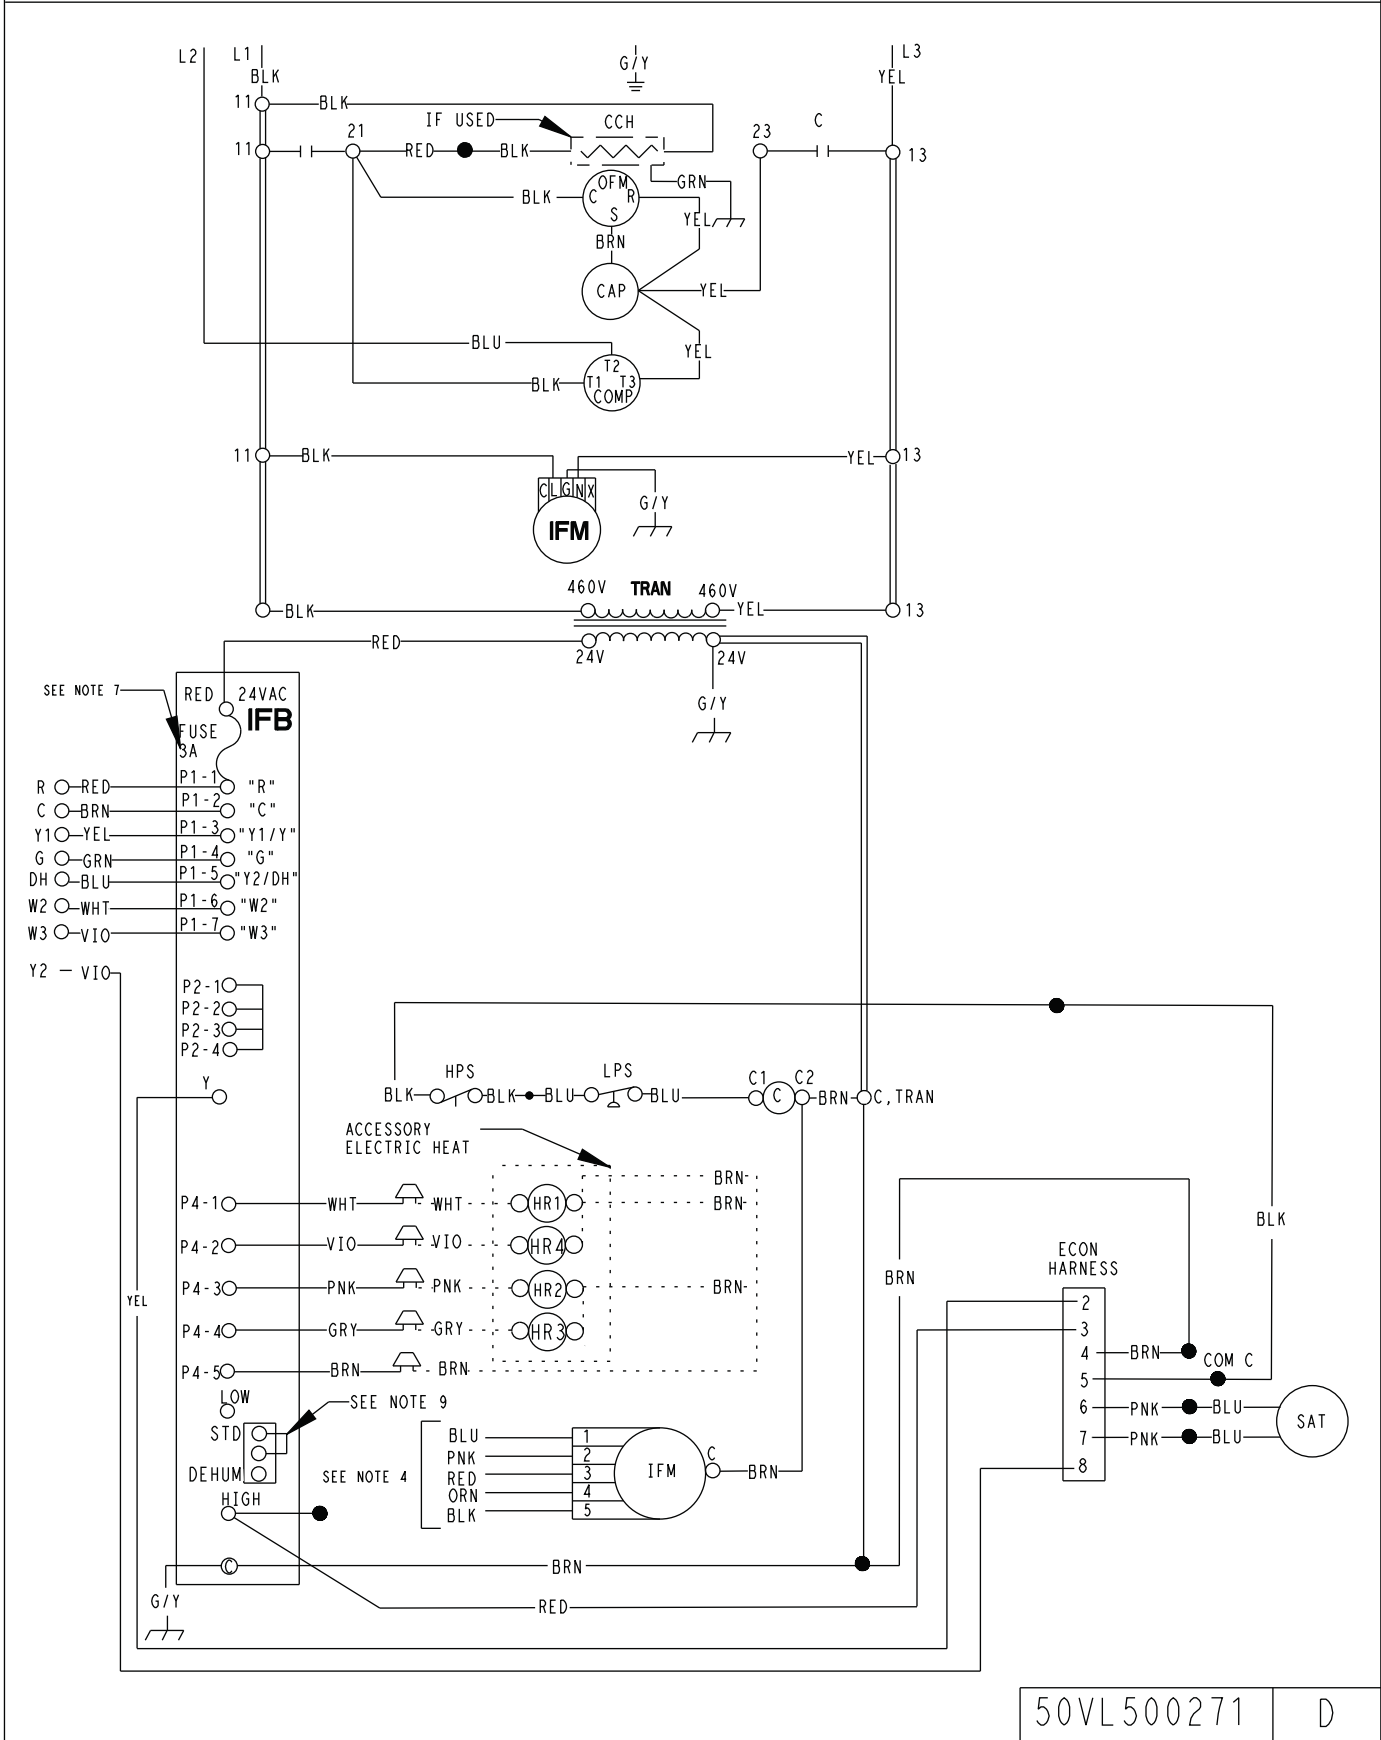 L2 L1 G/Y L3
BLK YEL
11 BLK
IF USED CCH 23 C
21
11 RED BLK 13
OFM GRN
BLK C R
S YEL
BRN
CAP YEL
BLU
YEL
T2
BLK T1 T3
COMP
11 BLK YEL 13
C L G N X
G/Y
IFM
460V TRAN 460V
BLK YEL 13
RED
24V 24V
SEE NOTE 7 RED 24VAC
G/Y
IFB
FUSE
3A
P1-1
R RED "R"
P1-2
C BRN "C"
P1-3
Y1 YEL "Y1/Y"
P1-4
G GRN "G"
P1-5
DH BLU "Y2/DH"
P1-6
W2 WHT "W2"
P1-7
W3 VIO "W3"
Y2 VIO
P2-1
P2-2
P2-3
P2-4
HPS LPS
Y C1 C2
BLK BLK BLU BLU C BRN C,TRAN
ACCESSORY
ELECTRIC HEAT
BRN
P4-1 WHT WHT HR1 BRN
BLK
P4-2 VIO VIO HR4
ECON
HARNESS
BRN
P4-3 PNK PNK HR2 BRN
YEL
2
P4-4 GRY GRY HR3 3
4 BRN
COM C
P4-5 BRN BRN
5
LOW
SEE NOTE 9
6 PNK BLU
SAT
STD
BLU 1
7 PNK BLU
PNK 2 C
DEHUM SEE NOTE 4 RED 3 IFM BRN 8
ORN 4
HIGH
BLK 5
C BRN
G/Y RED
50VL500271 D